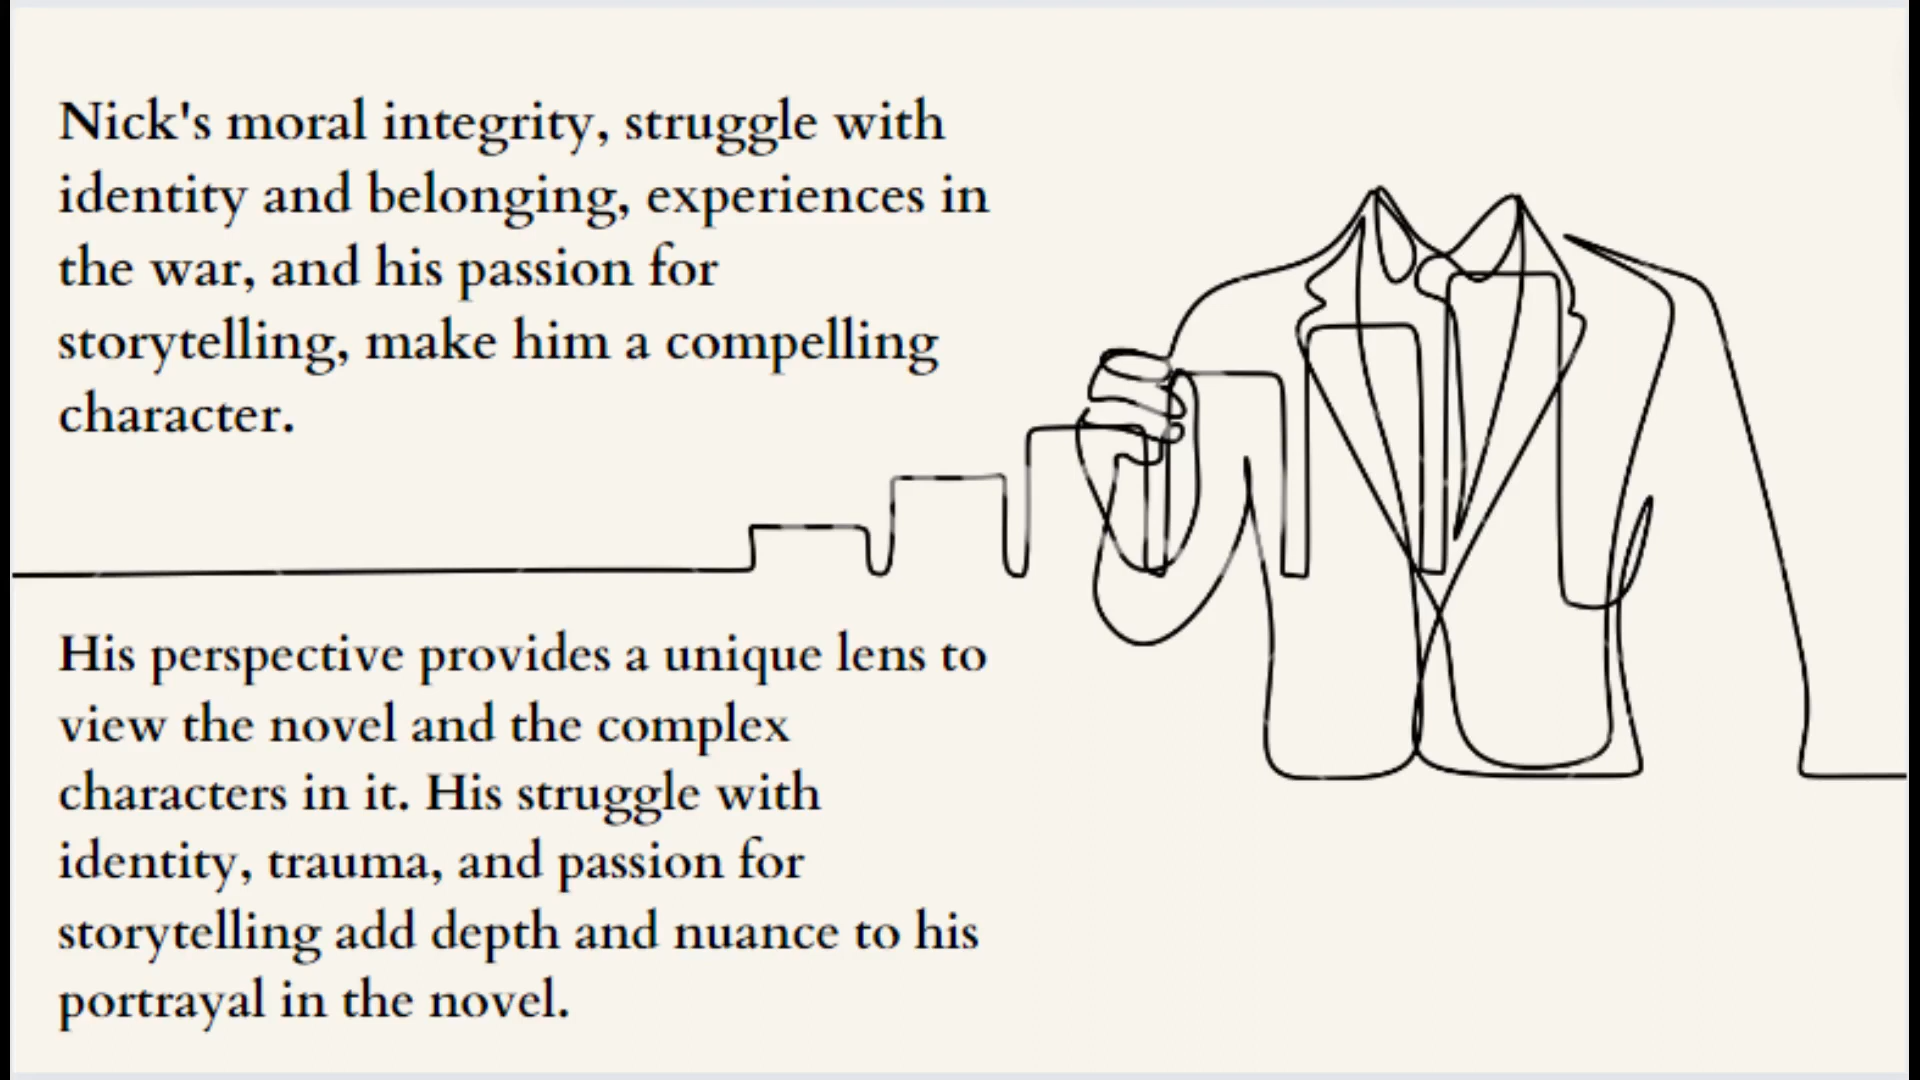 Nick's moral integrity, struggle with
identity and belonging, experiences in
the war, and his passion for
storytelling, make him a compelling
character.
His perspective provides a unique lens to
view the novel and the complex
characters in it. His struggle with
identity, trauma, and passion for
storytelling add depth and nuance to his
portrayal in the novel.